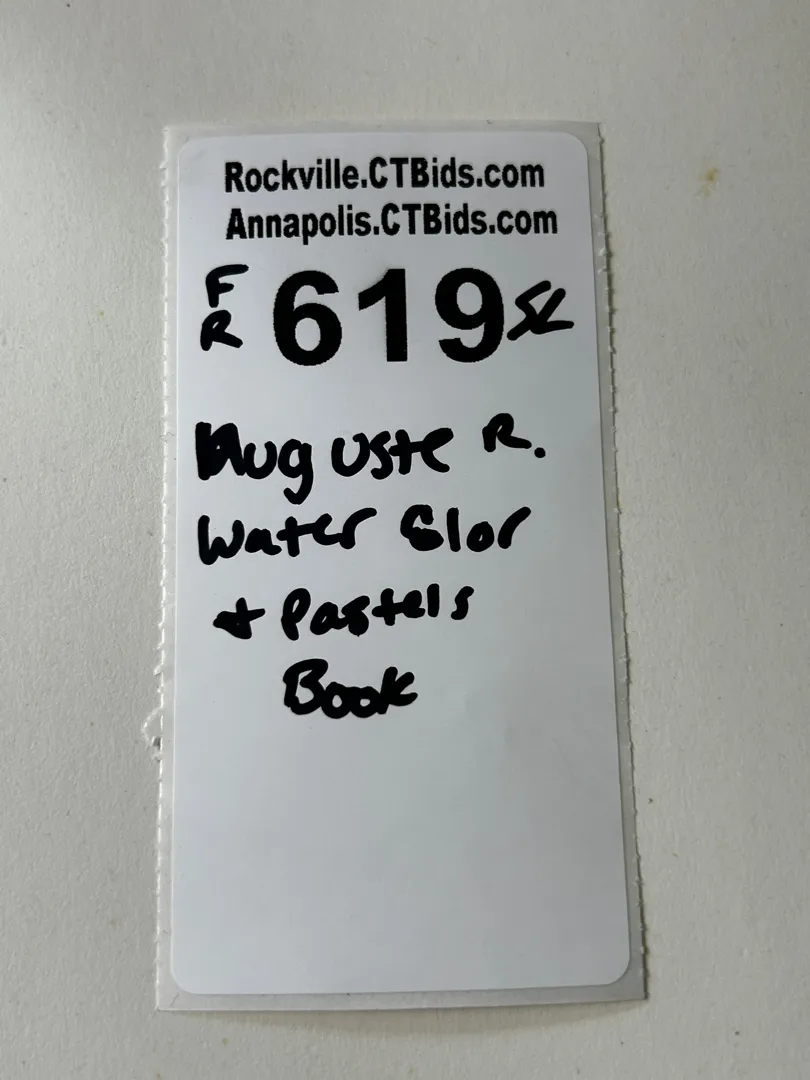 Rockville.CTBids.com
Annapolis.CTBids.com
F
R 619 SL
Auguste R.
Water Color
+ Pastels
Book